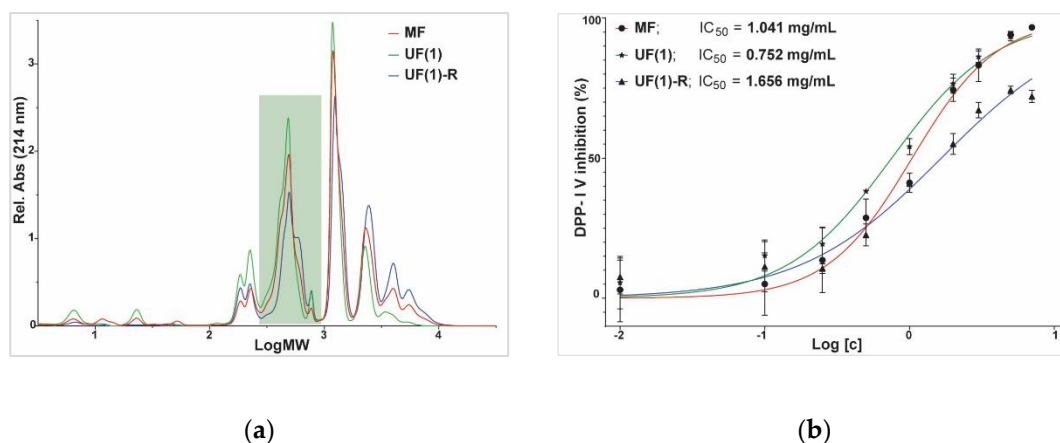 MF
UF(1)
UF(1)-R
Rel. Abs (214 nm)
3
2
1
0
1
2
3
4
LogMW
(a)
MF; IC50 = 1.041 mg/mL
UF(1); IC50 = 0.752 mg/mL
UF(1)-R; IC50 = 1.656 mg/mL
DPP- I V inhibition (%)
100
50
0
-2
-1
0
1
Log [c]
(b)